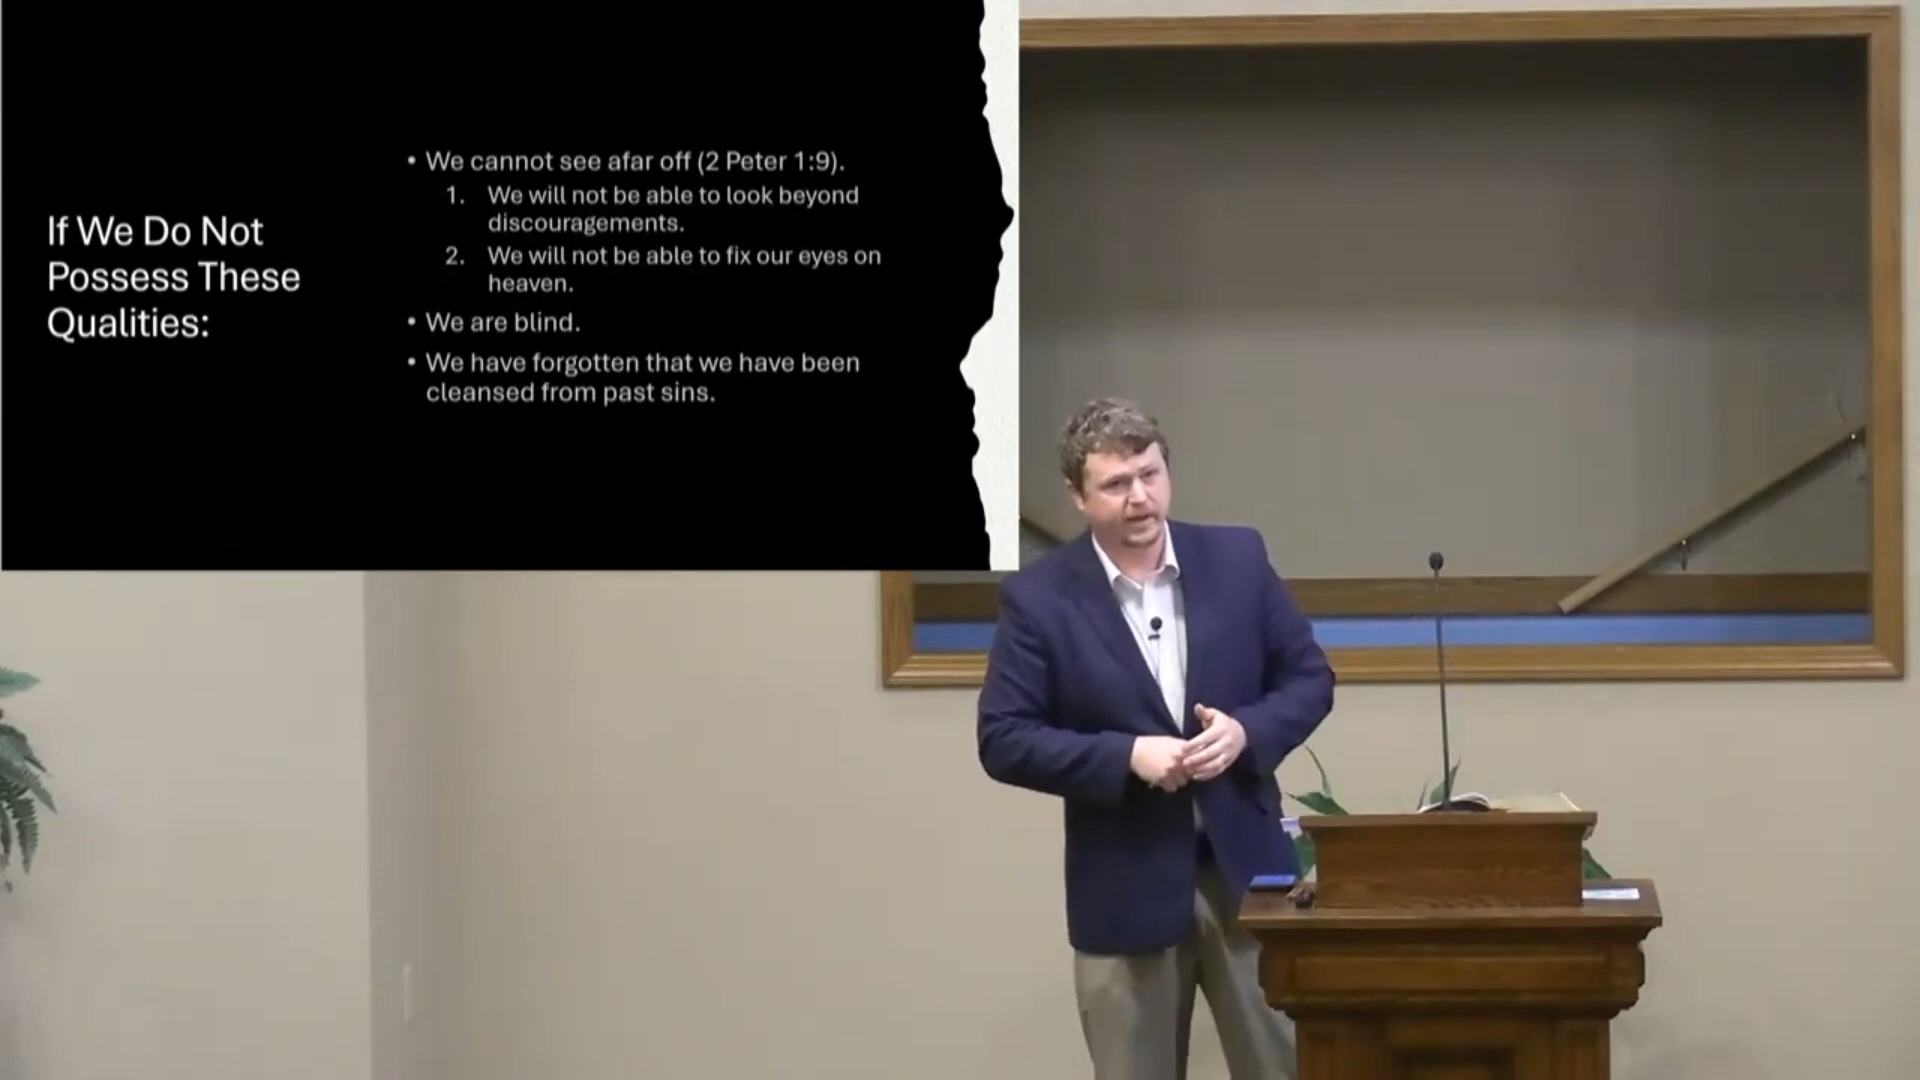 If We Do Not
Possess These
Qualities:
• We cannot see afar off (2 Peter 1:9).
1. We will not be able to look beyond
discouragements.
2. We will not be able to fix our eyes on
heaven.
• We are blind.
• We have forgotten that we have been
cleansed from past sins.